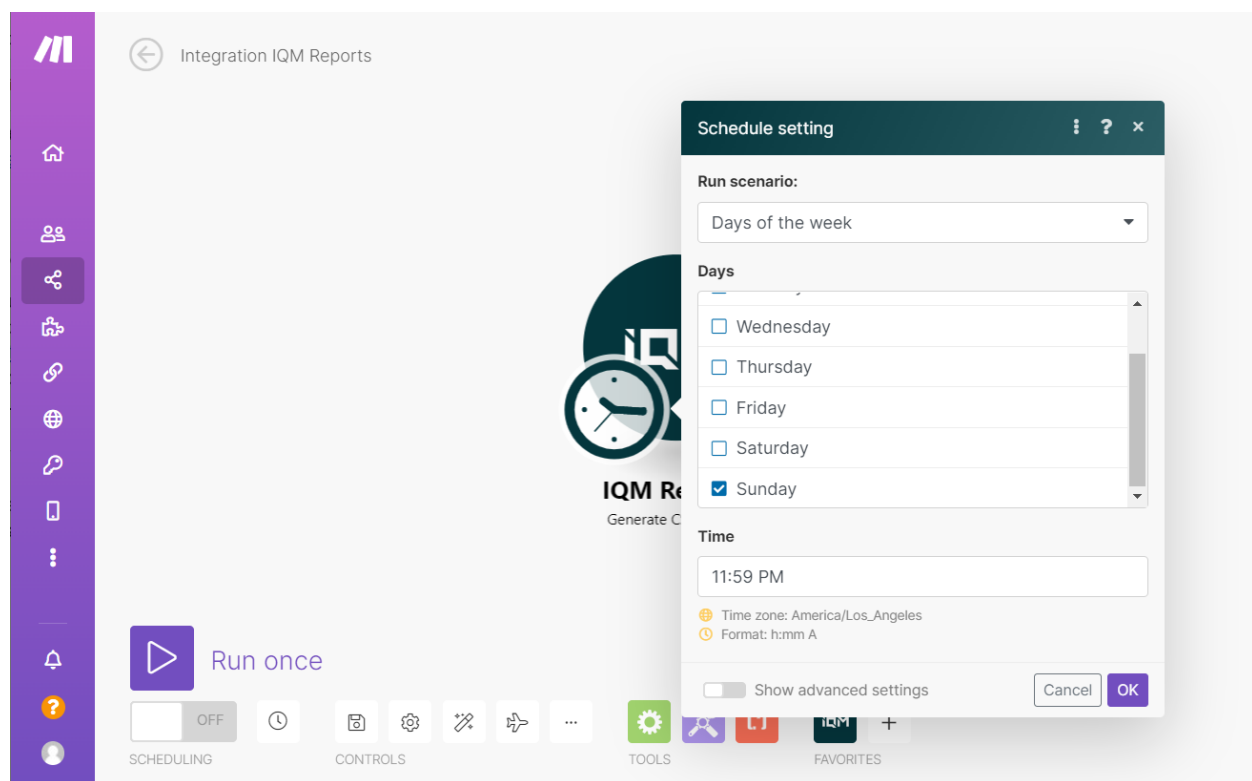 Integration IQM Reports
Schedule setting
Run scenario:
Days of the week
Days
Wednesday
Thursday
Friday
Saturday
Sunday
Time
11:59 PM
Time zone: America/Los_Angeles
Format: h:mm A
Show advanced settings
Cancel
OK
iQ
IQM Re
Generate C
Run once
OFF
SCHEDULING
CONTROLS
TOOLS
iQM
FAVORITES